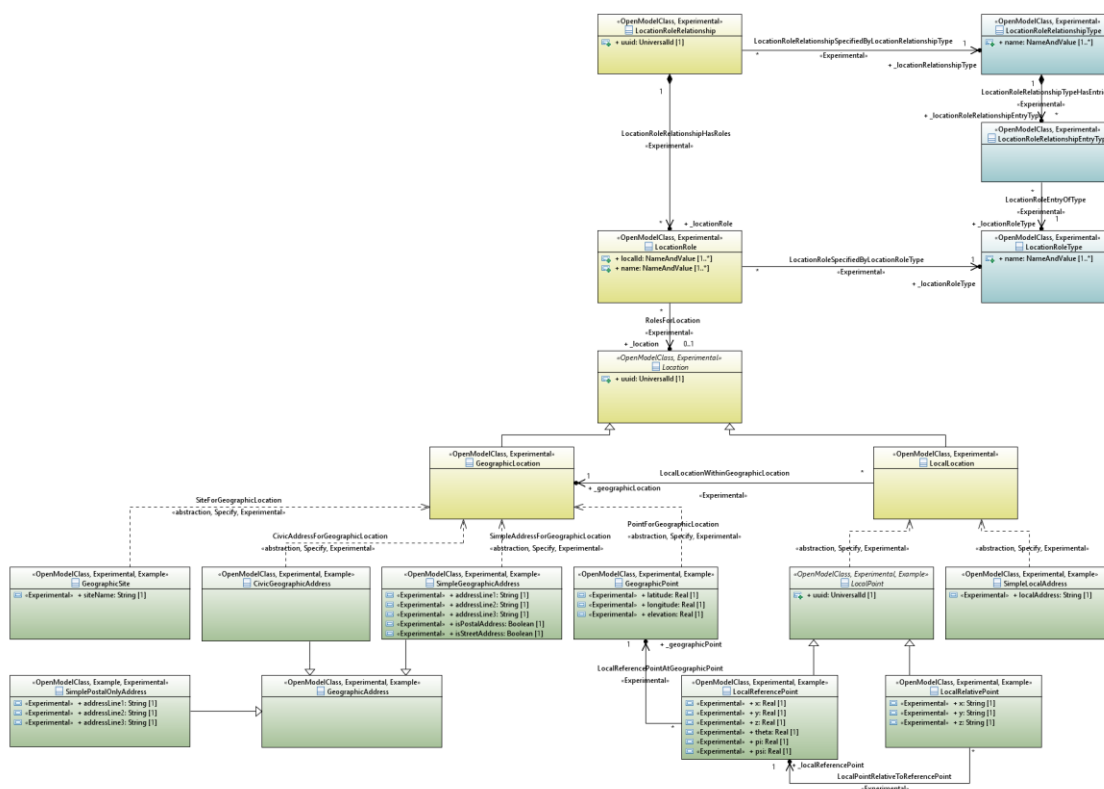 «OpenModelClass, Experimental»
LocationRoleRelationship
+ uuid: UniversalId [1]
LocationRoleRelationshipSpecifiedByLocationRelationshipType
*
1
«Experimental»
+ _locationRelationshipType
«OpenModelClass, Experimental»
LocationRoleRelationshipType
+ name: NameAndValue [1..*]
1
LocationRoleRelationshipHasRoles
«Experimental»
*
+ _locationRole
1
LocationRoleRelationshipTypeHasEntri
«Experimental»
+ _locationRoleRelationshipEntryType
*
«OpenModelClass, Experimental»
LocationRoleRelationshipEntryTyp
*
LocationRoleEntryOfType
«Experimental»
1
+ _locationRoleType
«OpenModelClass, Experimental»
LocationRole
+ localId: NameAndValue [1..*]
+ name: NameAndValue [1..*]
LocationRoleSpecifiedByLocationRoleType
*
1
«Experimental»
+ _locationRoleType
«OpenModelClass, Experimental»
LocationRoleType
+ name: NameAndValue [1..*]
*
RolesForLocation
«Experimental»
+ _location
0..1
«OpenModelClass, Experimental»
Location
+ uuid: UniversalId [1]
«OpenModelClass, Experimental»
GeographicLocation
LocalLocationWithinGeographicLocation
1
*
+ _geographicLocation
«Experimental»
«OpenModelClass, Experimental»
LocalLocation
SiteForGeographicLocation
«abstraction, Specify, Experimental»
CivicAddressForGeographicLocation
«abstraction, Specify, Experimental»
SimpleAddressForGeographicLocation
«abstraction, Specify, Experimental»
PointForGeographicLocation
«abstraction, Specify, Experimental»
«abstraction, Specify, Experimental»
«abstraction, Specify, Experimental»
«OpenModelClass, Experimental, Example»
GeographicSite
«Experimental» + siteName: String [1]
«OpenModelClass, Experimental, Example»
CivicGeographicAddress
«OpenModelClass, Experimental, Example»
SimpleGeographicAddress
«Experimental» + addressLine1: String [1]
«Experimental» + addressLine2: String [1]
«Experimental» + addressLine3: String [1]
«Experimental» + isPostalAddress: Boolean [1]
«Experimental» + isStreetAddress: Boolean [1]
«OpenModelClass, Experimental, Example»
GeographicPoint
«Experimental» + latitude: Real [1]
«Experimental» + longitude: Real [1]
«Experimental» + elevation: Real [1]
«OpenModelClass, Experimental, Example»
LocalPoint
+ uuid: UniversalId [1]
«OpenModelClass, Experimental, Example»
SimpleLocalAddress
«Experimental» + localAddress: String [1]
1
+ _geographicPoint
LocalReferencePointAtGeographicPoint
«Experimental»
*
«OpenModelClass, Example, Experimental»
SimplePostalOnlyAddress
«Experimental» + addressLine1: String [1]
«Experimental» + addressLine2: String [1]
«Experimental» + addressLine3: String [1]
«OpenModelClass, Experimental, Example»
GeographicAddress
«OpenModelClass, Experimental, Example»
LocalReferencePoint
«Experimental» + x: Real [1]
«Experimental» + y: Real [1]
«Experimental» + z: Real [1]
«Experimental» + theta: Real [1]
«Experimental» + pi: Real [1]
«Experimental» + psi: Real [1]
«OpenModelClass, Experimental, Example»
LocalRelativePoint
«Experimental» + x: String [1]
«Experimental» + y: String [1]
«Experimental» + z: String [1]
1
+ _localReferencePoint
*
LocalPointRelativeToReferencePoint
«Experimental»